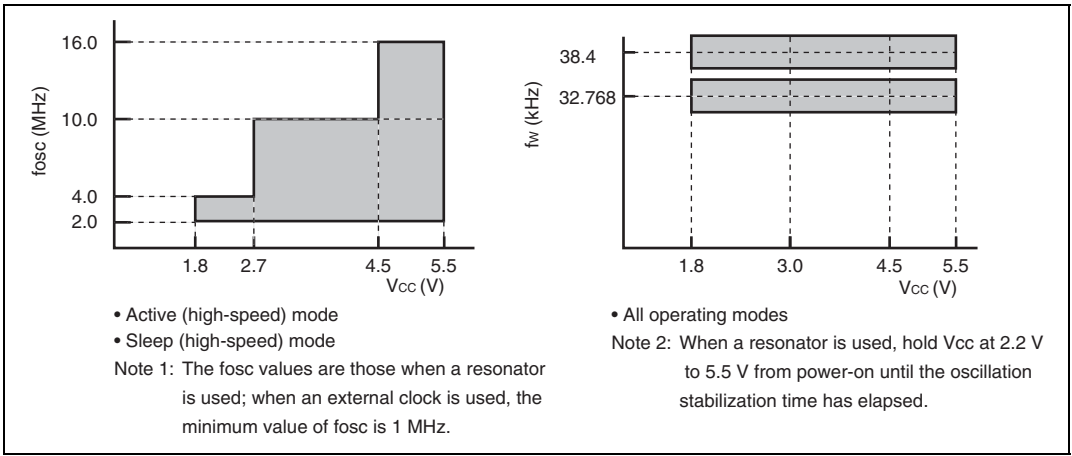 16.0
10.0
4.0
2.0
fosc (MHz)
1.8 2.7 4.5 5.5
Vcc (V)
• Active (high-speed) mode
• Sleep (high-speed) mode
Note 1: The fosc values are those when a resonator
is used; when an external clock is used, the
minimum value of fosc is 1 MHz.
38.4
32.768
fw (kHz)
1.8 3.0 4.5 5.5
Vcc (V)
• All operating modes
Note 2: When a resonator is used, hold Vcc at 2.2 V
to 5.5 V from power-on until the oscillation
stabilization time has elapsed.